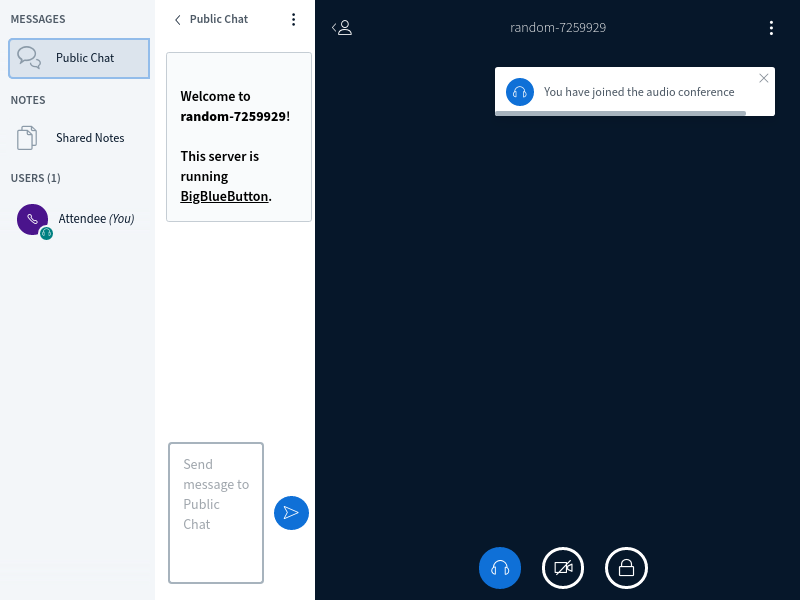 MESSAGES
Public Chat
NOTES
Shared Notes
USERS (1)
Attendee (You)
Public Chat
Welcome to
random-7259929!
This server is
running
BigBlueButton.
Send
message to
Public
Chat
random-7259929
You have joined the audio conference